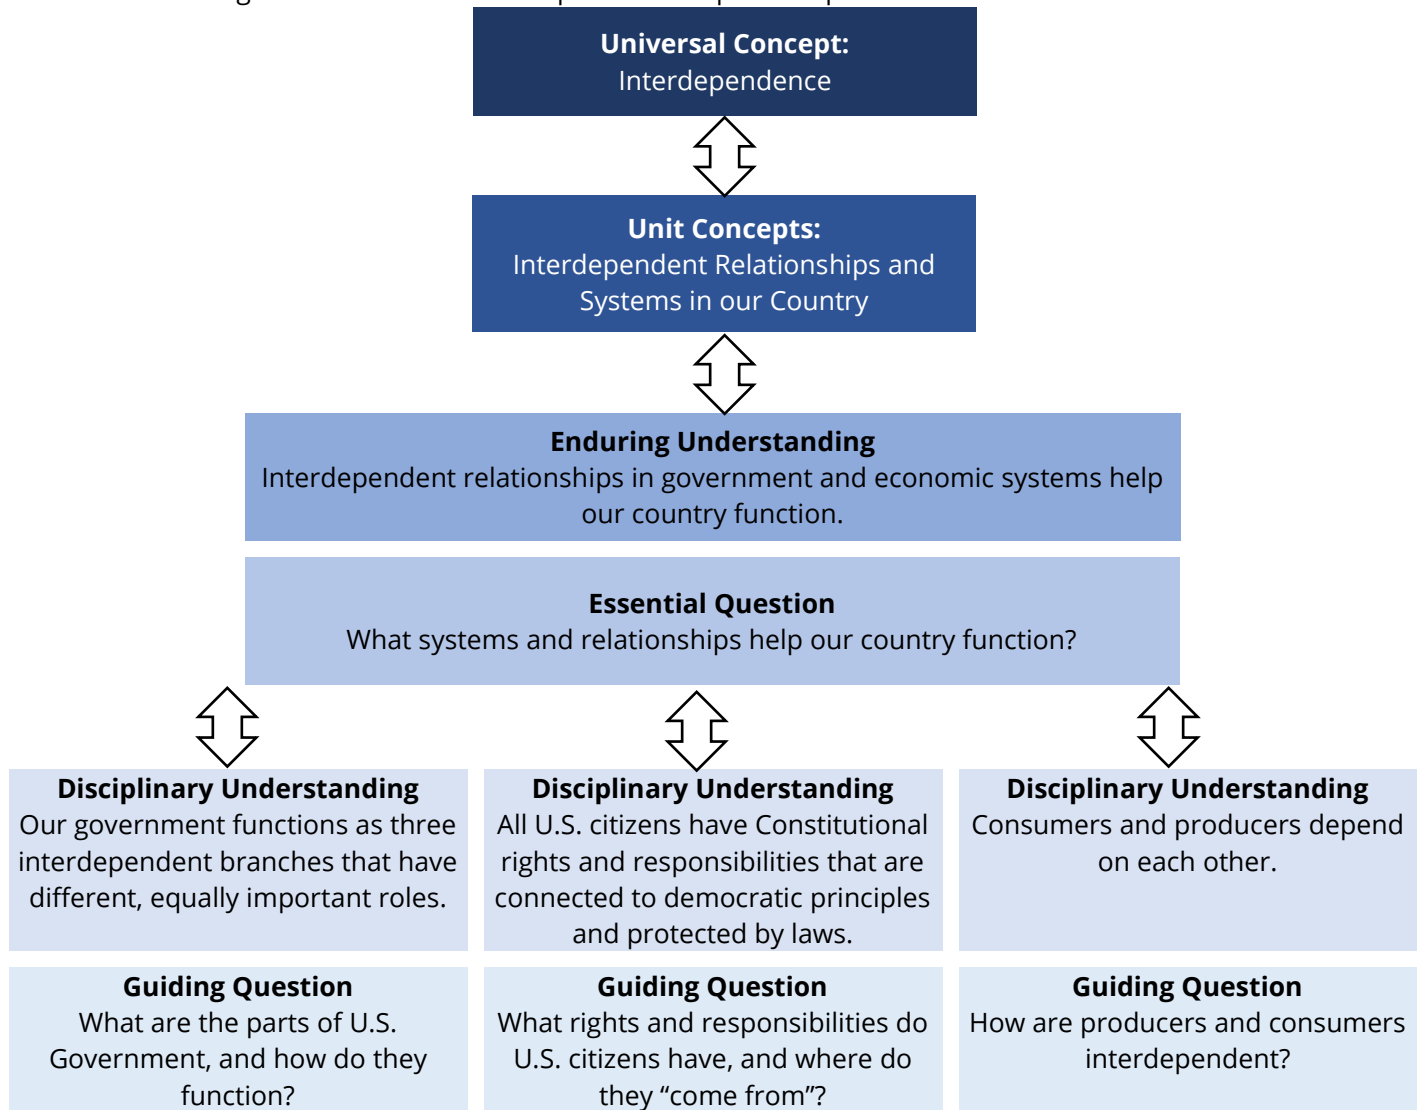 Universal Concept:
Interdependence
Unit Concepts:
Interdependent Relationships and
Systems in our Country
Enduring Understanding
Interdependent relationships in government and economic systems help
our country function.
Essential Question
What systems and relationships help our country function?
Disciplinary Understanding
Our government functions as three
interdependent branches that have
different, equally important roles.
Disciplinary Understanding
All U.S. citizens have Constitutional
rights and responsibilities that are
connected to democratic principles
and protected by laws.
Disciplinary Understanding
Consumers and producers depend
on each other.
Guiding Question
What are the parts of U.S.
Government, and how do they
function?
Guiding Question
What rights and responsibilities do
U.S. citizens have, and where do
they “come from”?
Guiding Question
How are producers and consumers
interdependent?